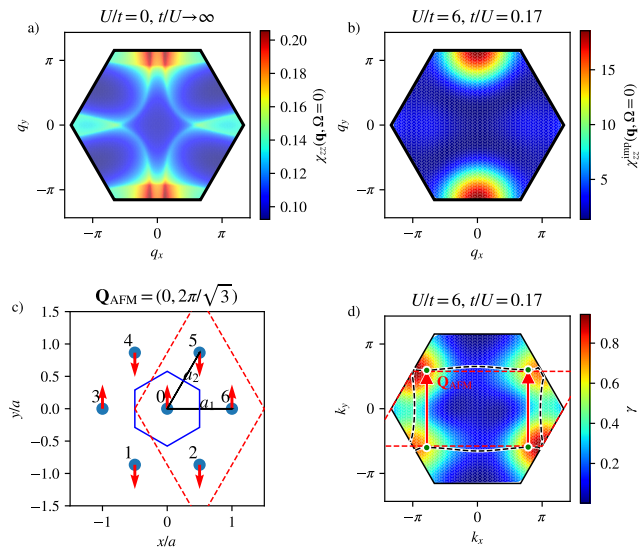 a)
U/t = 0, t/U → ∞
π
0
−π
q_y
−π
0
π
q_x
0.20
0.18
0.16
0.14
0.12
0.10
χ_zz(q, Ω = 0)
b)
U/t = 6, t/U = 0.17
π
0
−π
q_y
−π
0
π
q_x
15
10
5
χ_zz^imp(q, Ω = 0)
c)
Q_AFM = (0, 2π/√3)
1.5
1.0
0.5
0.0
−0.5
−1.0
−1.5
y/a
−1
0
1
x/a
4
5
3
0
6
1
2
a_2
a_1
d)
U/t = 6, t/U = 0.17
π
0
−π
k_y
−π
0
π
k_x
Q_AFM
0.8
0.6
0.4
0.2
γ